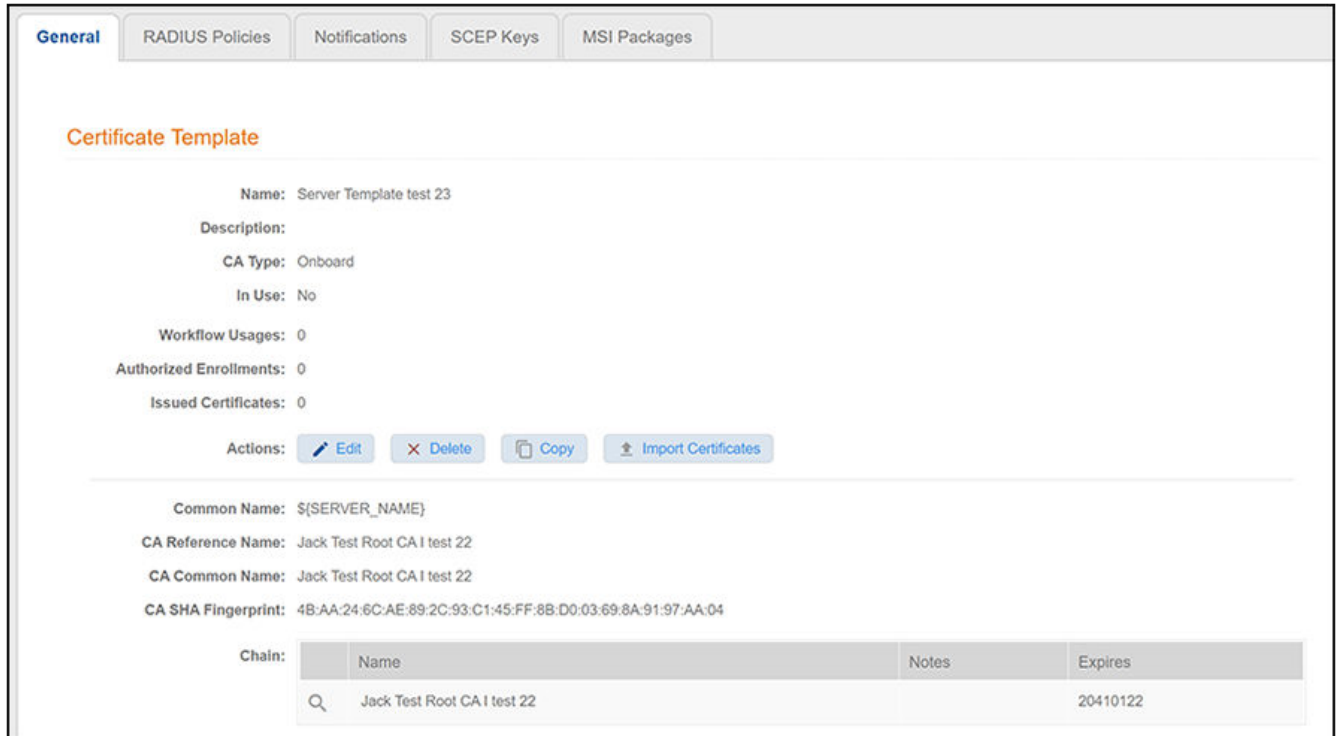 General RADIUS Policies Notifications SCEP Keys MSI Packages
Certificate Template
Name: Server Template test 23
Description:
CA Type: Onboard
In Use: No
Workflow Usages: 0
Authorized Enrollments: 0
Issued Certificates: 0
Actions: Edit Delete Copy Import Certificates
Common Name: ${SERVER_NAME}
CA Reference Name: Jack Test Root CA I test 22
CA Common Name: Jack Test Root CA I test 22
CA SHA Fingerprint: 4B:AA:24:6C:AE:89:2C:93:C1:45:FF:8B:D0:03:69:8A:91:97:AA:04
Chain: Name Notes Expires
Jack Test Root CA I test 22 20410122